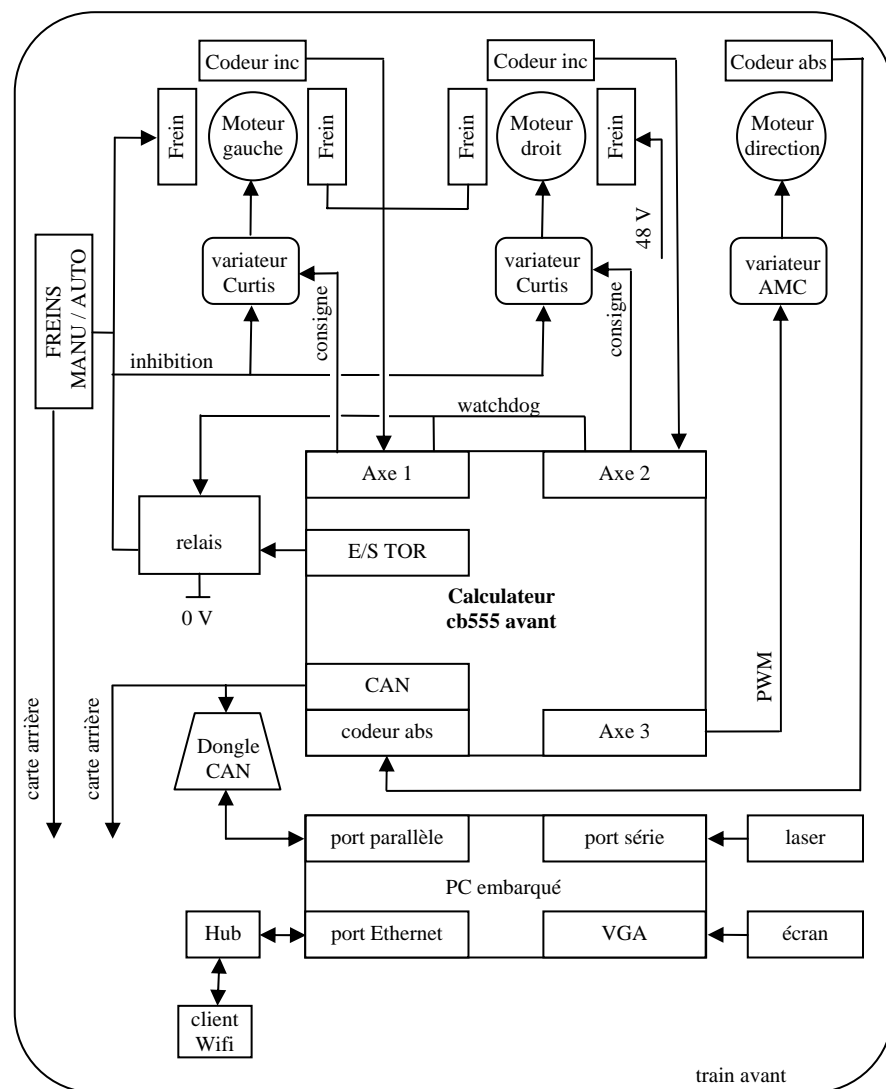 Codeur inc
Codeur inc
Codeur abs
Frein
Moteur
gauche
Frein
Frein
Moteur
droit
Frein
Moteur
direction
48 V
FREINS
MANU / AUTO
variateur
Curtis
consigne
variateur
Curtis
consigne
variateur
AMC
inhibition
watchdog
Axe 1
Axe 2
relais
E/S TOR
0 V
Calculateur
cb555 avant
PWM
CAN
carte arrière
carte arrière
Dongle
CAN
codeur abs
Axe 3
port parallèle
port série
laser
PC embarqué
Hub
port Ethernet
VGA
écran
client
Wifi
train avant